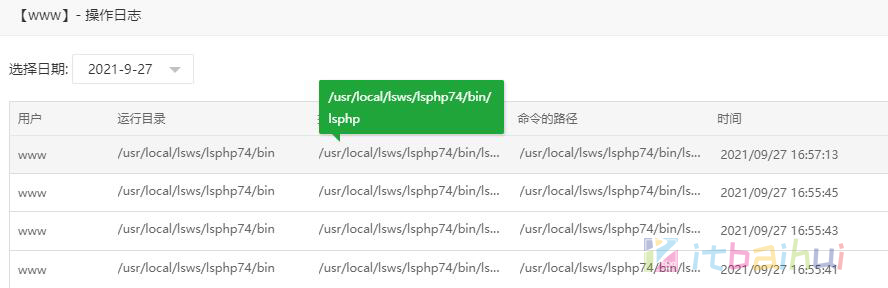 【www】- 操作日志
选择日期: 2021-9-27
/usr/local/lsws/lsphp74/bin/
lsphp
用户 运行目录 命令的路径 时间
www /usr/local/lsws/lsphp74/bin /usr/local/lsws/lsphp74/bin/ls... /usr/local/lsws/lsphp74/bin/ls... 2021/09/27 16:57:13
www /usr/local/lsws/lsphp74/bin /usr/local/lsws/lsphp74/bin/ls... /usr/local/lsws/lsphp74/bin/ls... 2021/09/27 16:55:45
www /usr/local/lsws/lsphp74/bin /usr/local/lsws/lsphp74/bin/ls... /usr/local/lsws/lsphp74/bin/ls... 2021/09/27 16:55:43
www /usr/local/lsws/lsphp74/bin /usr/local/lsws/lsphp74/bin/ls... /usr/local/lsws/lsphp74/bin/ls... 2021/09/27 16:55:41
itbaihui